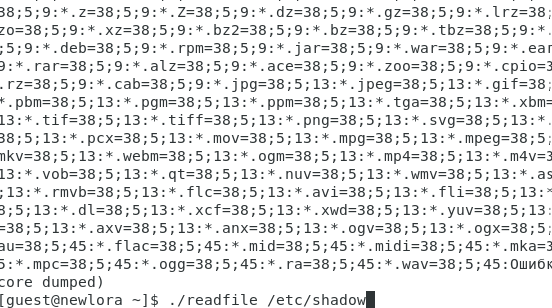 38;5;9:*.z=38;5;9:*.Z=38;5;9:*.dz=38;5;9:*.gz=38;5;9:*.lrz=38;5;
zo=38;5;9:*.xz=38;5;9:*.bz2=38;5;9:*.bz=38;5;9:*.tbz=38;5;9:*.
;5;9:*.deb=38;5;9:*.rpm=38;5;9:*.jar=38;5;9:*.war=38;5;9:*.ear
9:*.rar=38;5;9:*.alz=38;5;9:*.ace=38;5;9:*.zoo=38;5;9:*.cpio=3
.rz=38;5;9:*.cab=38;5;9:*.jpg=38;5;13:*.jpeg=38;5;13:*.gif=38;
*.pbm=38;5;13:*.pgm=38;5;13:*.ppm=38;5;13:*.tga=38;5;13:*.xbm=
13:*.tif=38;5;13:*.tiff=38;5;13:*.png=38;5;13:*.svg=38;5;13:*.
38;5;13:*.pcx=38;5;13:*.mov=38;5;13:*.mpg=38;5;13:*.mpeg=38;5;
mkv=38;5;13:*.webm=38;5;13:*.ogm=38;5;13:*.mp4=38;5;13:*.m4v=3
13:*.vob=38;5;13:*.qt=38;5;13:*.nuv=38;5;13:*.wmv=38;5;13:*.as
;13:*.rmvb=38;5;13:*.flc=38;5;13:*.avi=38;5;13:*.fli=38;5;13:*
8;5;13:*.dl=38;5;13:*.xcf=38;5;13:*.xwd=38;5;13:*.yuv=38;5;13:
13:*.axv=38;5;13:*.anx=38;5;13:*.ogv=38;5;13:*.ogx=38;5;13:
au=38;5;45:*.flac=38;5;45:*.mid=38;5;45:*.midi=38;5;45:*.mka=3
5:*.mpc=38;5;45:*.ogg=38;5;45:*.ra=38;5;45:*.wav=38;5;45:Ошибк
core dumped)
[guest@newlora ~]$ ./readfile /etc/shadow